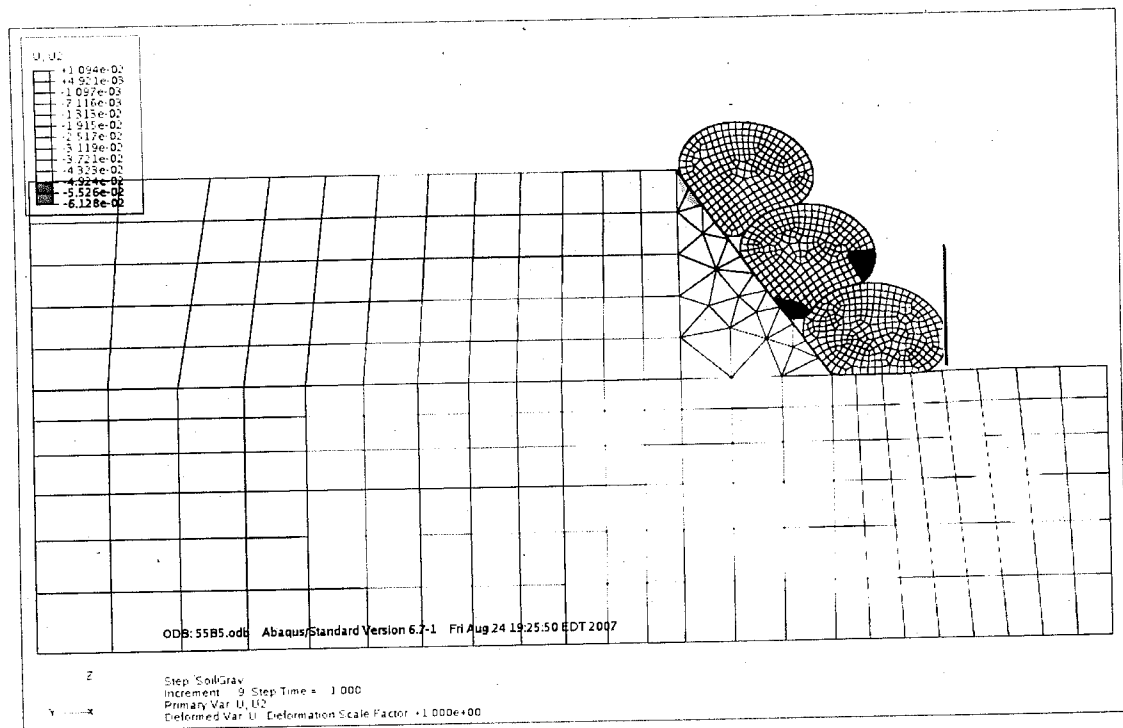 U, U2
+1.094e-02
+4.921e-03
-1.097e-03
-7.116e-03
-1.313e-02
-1.915e-02
-2.517e-02
-3.119e-02
-3.721e-02
-4.323e-02
-4.924e-02
-5.526e-02
-6.128e-02
ODB: 55B5.odb Abaqus/Standard Version 6.7-1 Fri Aug 24 19:25:50 EDT 2007
Z
Y X
Step: SoilGrav
Increment 9: Step Time = 1.000
Primary Var: U, U2
Deformed Var: U Deformation Scale Factor: +1.000e+00